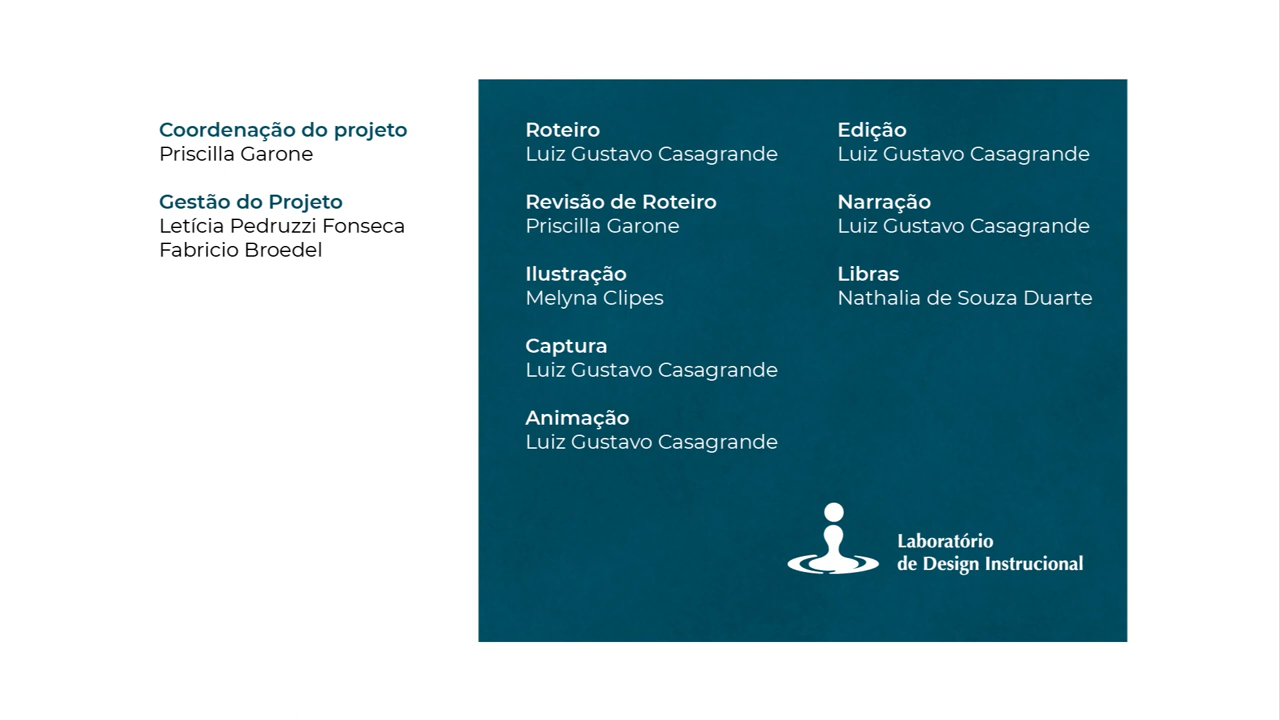 Coordenação do projeto
Priscilla Garone
Gestão do Projeto
Letícia Pedruzzi Fonseca
Fabricio Broedel
Roteiro
Luiz Gustavo Casagrande
Revisão de Roteiro
Priscilla Garone
Ilustração
Melyna Clipes
Captura
Luiz Gustavo Casagrande
Animação
Luiz Gustavo Casagrande
Edição
Luiz Gustavo Casagrande
Narração
Luiz Gustavo Casagrande
Libras
Nathalia de Souza Duarte
Laboratório
de Design Instrucional